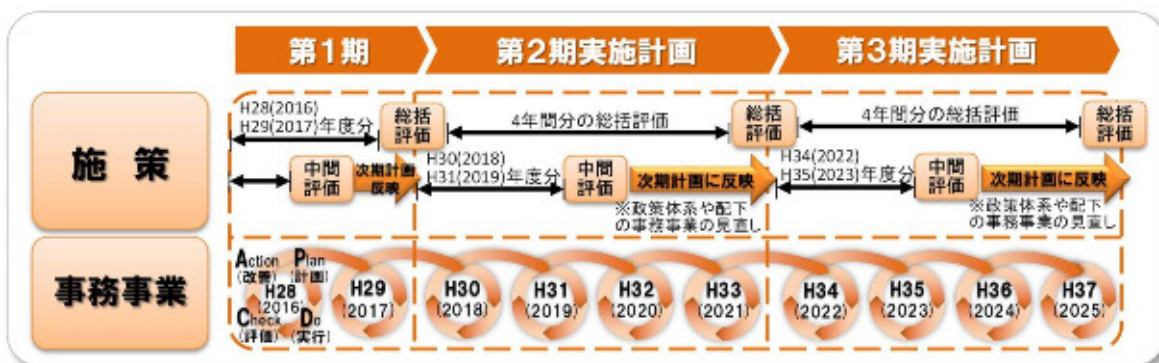 第1期
第2期実施計画
第3期実施計画
施策
H28(2016)
H29(2017)年度分
総括
評価
4年間分の総括評価
総括
評価
4年間分の総括評価
総括
評価
中間
評価
次期計画
反映
H30(2018)
H31(2019)年度分
中間
評価
次期計画に反映
※政策体系や配下
の事務事業の見直し
H34(2022)
H35(2023)年度分
中間
評価
次期計画に反映
※政策体系や配下
の事務事業の見直し
事務事業
Action
(改善)
Plan
(計画)
H28
(2016)
Check
(評価)
Do
(実行)
H29
(2017)
H30
(2018)
H31
(2019)
H32
(2020)
H33
(2021)
H34
(2022)
H35
(2023)
H36
(2024)
H37
(2025)